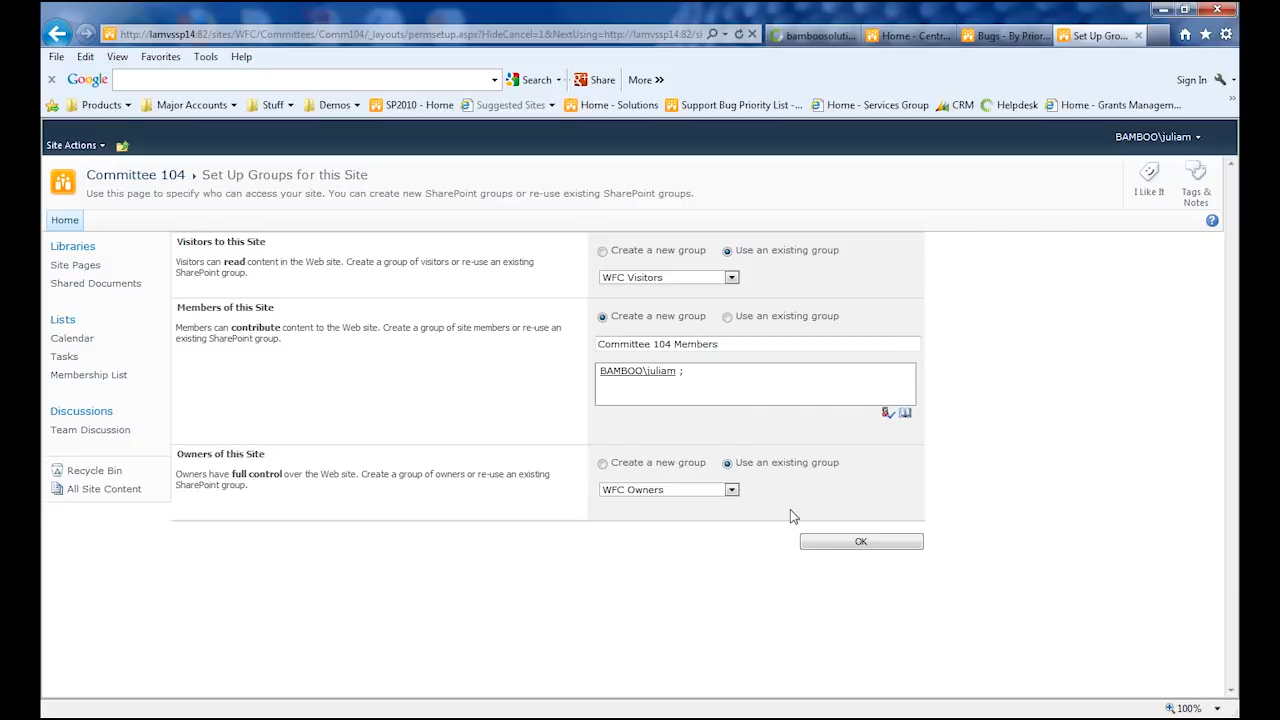 http://lamvssp14:82/sites/WFC/Committees/Comm104/_layouts/permsetup.aspx?HideCancel=1&NextUsing=http://lamvssp14:82/si
bamboosoluti...
Home - Centr...
Bugs - By Prior...
Set Up Gro...
File Edit View Favorites Tools Help
Google
Search
Share
More »
Sign In
Products
Major Accounts
Stuff
Demos
SP2010 - Home
Suggested Sites
Home - Solutions
Support Bug Priority List -...
Home - Services Group
CRM
Helpdesk
Home - Grants Managem...
Site Actions
BAMBOO\juliam
Committee 104 ▸ Set Up Groups for this Site
Use this page to specify who can access your site. You can create new SharePoint groups or re-use existing SharePoint groups.
I Like It
Tags &
Notes
Home
Libraries
Site Pages
Shared Documents
Lists
Calendar
Tasks
Membership List
Discussions
Team Discussion
Recycle Bin
All Site Content
Visitors to this Site
Visitors can read content in the Web site. Create a group of visitors or re-use an existing
SharePoint group.
Create a new group
Use an existing group
WFC Visitors
Members of this Site
Members can contribute content to the Web site. Create a group of site members or re-use an
existing SharePoint group.
Create a new group
Use an existing group
Committee 104 Members
BAMBOO\juliam ;
Owners of this Site
Owners have full control over the Web site. Create a group of owners or re-use an existing
SharePoint group.
Create a new group
Use an existing group
WFC Owners
OK
100%